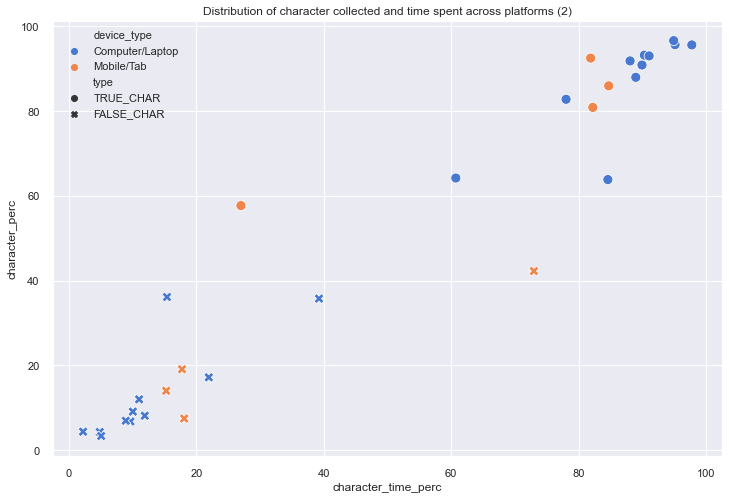 Distribution of character collected and time spent across platforms (2)
device_type
Computer/Laptop
Mobile/Tab
type
TRUE_CHAR
FALSE_CHAR
100
80
60
40
20
0
character_perc
0 20 40 60 80 100
character_time_perc